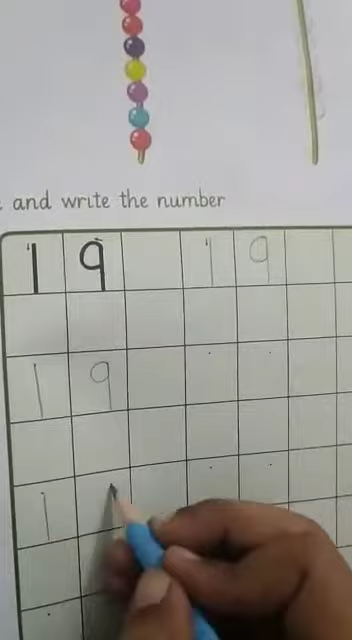 and write the number
19 19
19
1